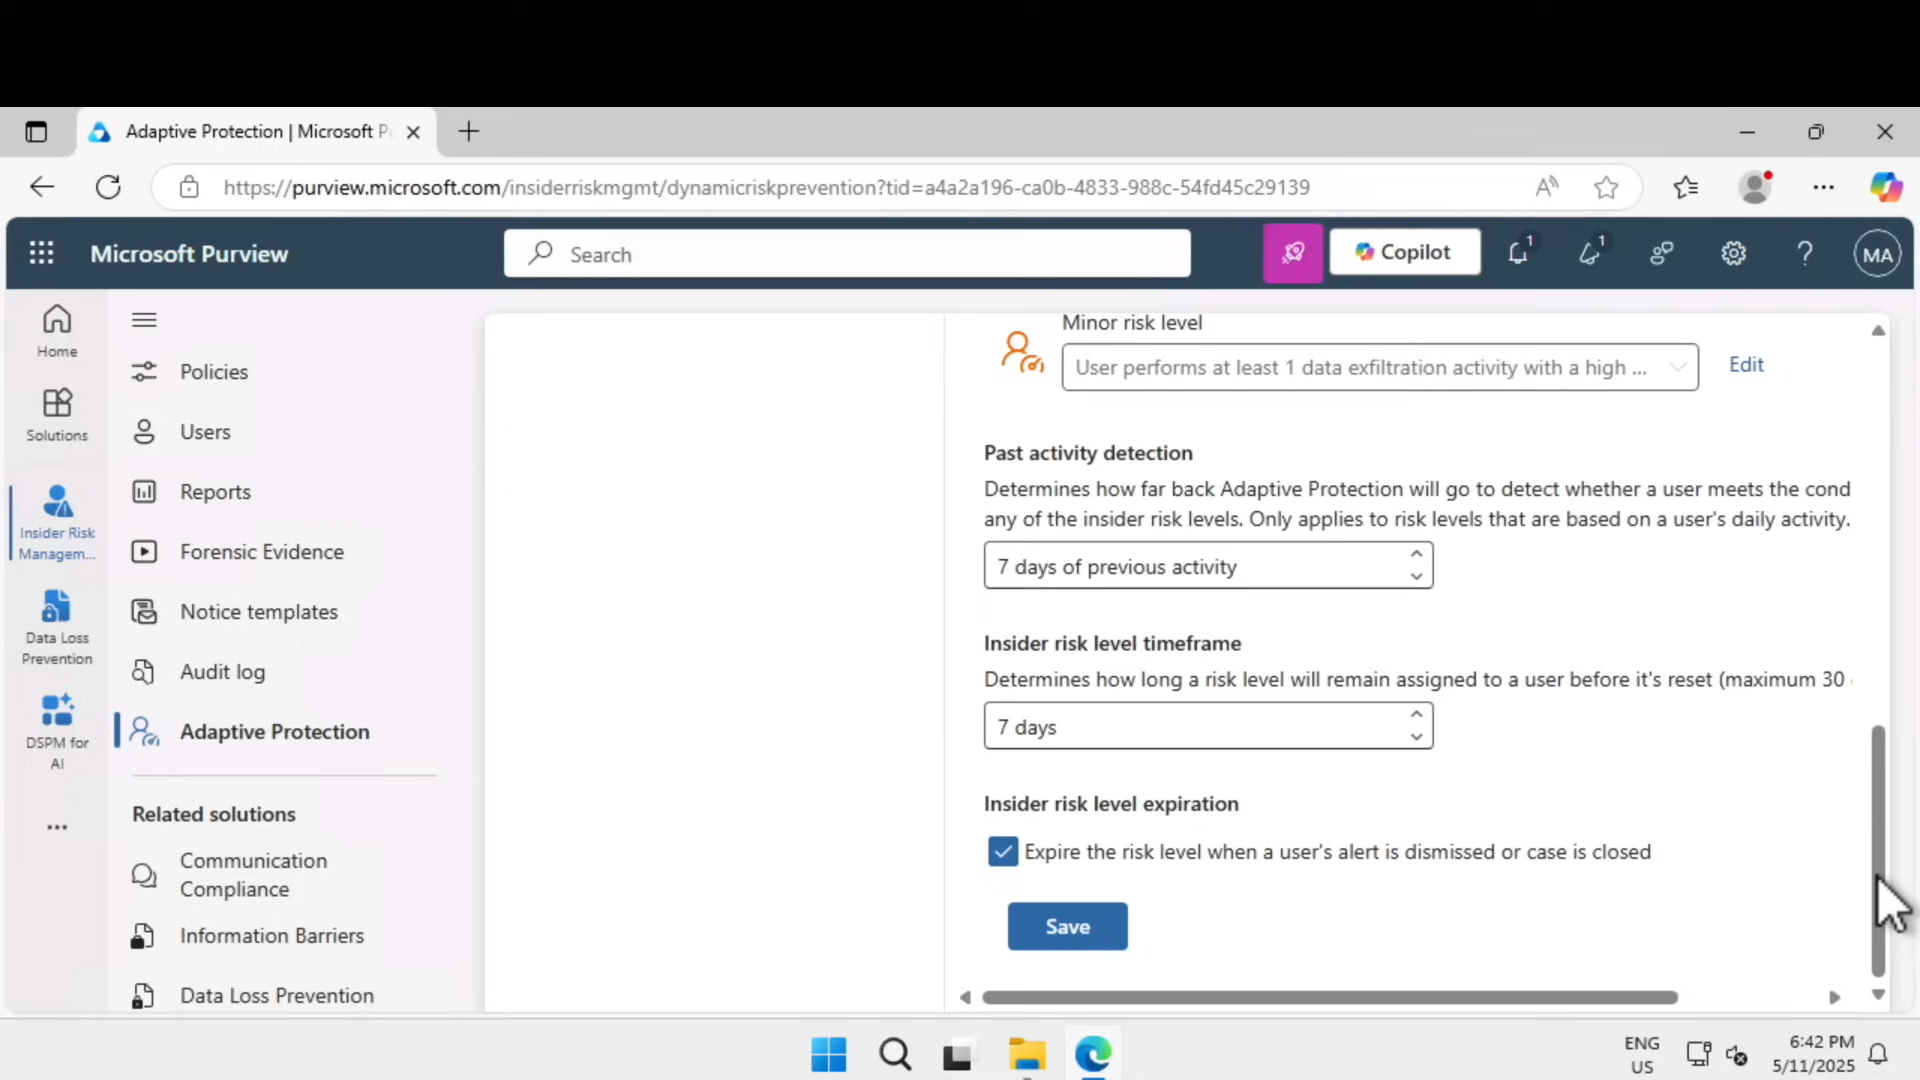 Adaptive Protection | Microsoft P
https://purview.microsoft.com/insiderriskmgmt/dynamicriskprevention?tid=a4a2a196-ca0b-4833-988c-54fd45c29139
Microsoft Purview
Search
Copilot
1
1
MA
Home
Solutions
Insider Risk
Managem...
Data Loss
Prevention
DSPM for
AI
Policies
Users
Reports
Forensic Evidence
Notice templates
Audit log
Adaptive Protection
Related solutions
Communication
Compliance
Information Barriers
Data Loss Prevention
Minor risk level
User performs at least 1 data exfiltration activity with a high ...
Edit
Past activity detection
Determines how far back Adaptive Protection will go to detect whether a user meets the cond
any of the insider risk levels. Only applies to risk levels that are based on a user's daily activity.
7 days of previous activity
Insider risk level timeframe
Determines how long a risk level will remain assigned to a user before it's reset (maximum 30
7 days
Insider risk level expiration
Expire the risk level when a user's alert is dismissed or case is closed
Save
ENG
US
6:42 PM
5/11/2025